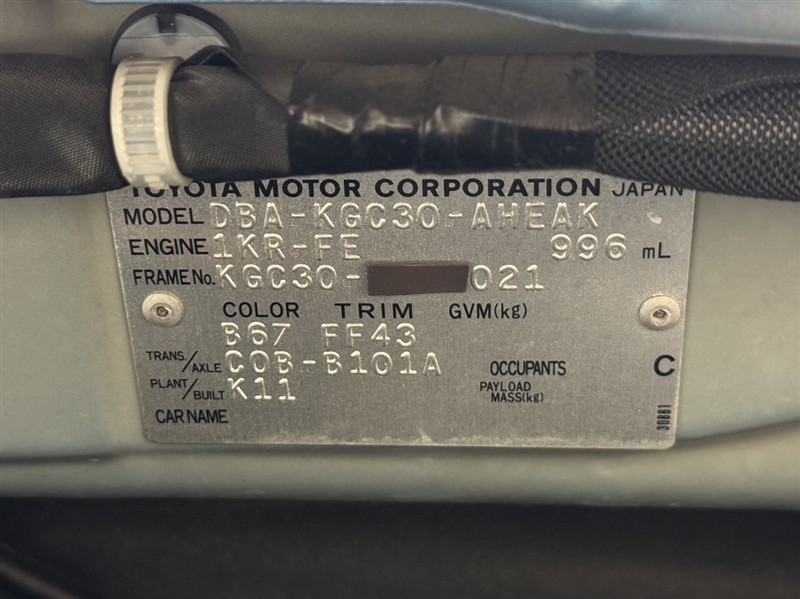 TOYOTA MOTOR CORPORATION JAPAN
MODEL DBA-KGC30-AHEAK
ENGINE 1KR-FE 996 mL
FRAME No. KGC30- 021
COLOR TRIM GVM(kg)
B67 FF43
TRANS./AXLE C0B-B101A OCCUPANTS C
PLANT/BUILT K11 PAYLOAD MASS(kg)
CAR NAME
30BB1